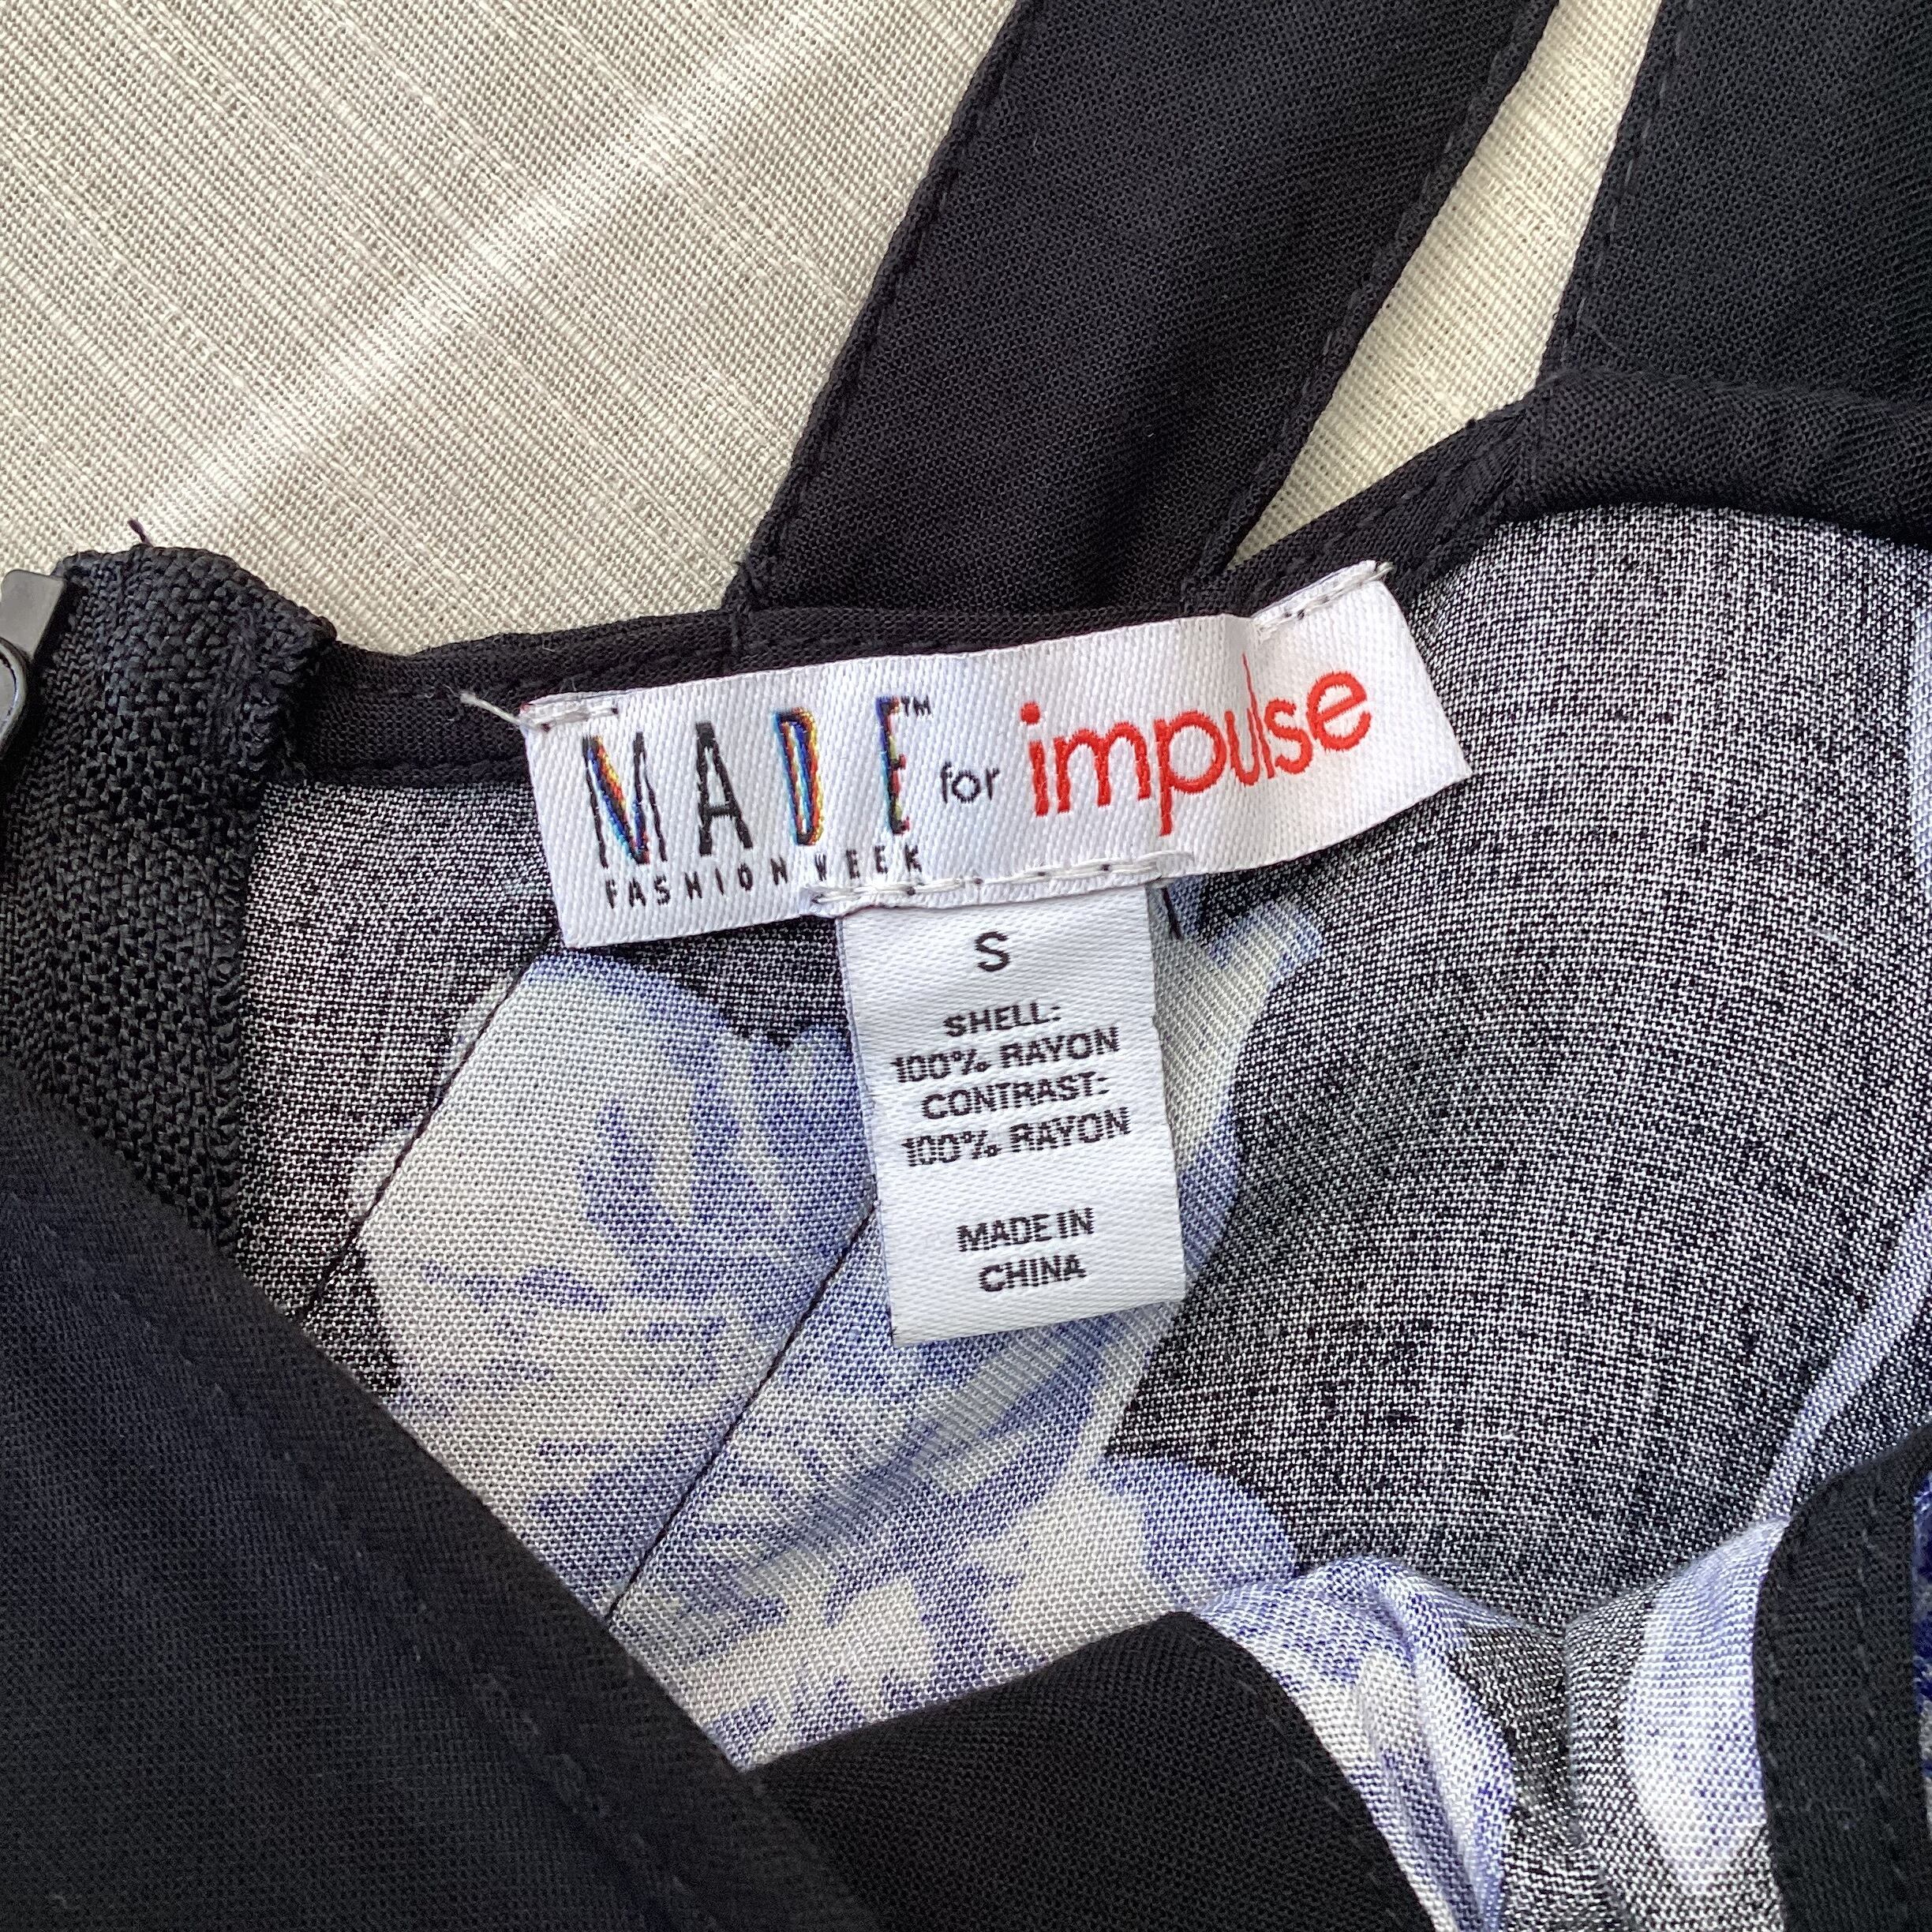 MADE™ for impulse
FASHION WEEK
S
SHELL:
100% RAYON
CONTRAST:
100% RAYON
MADE IN
CHINA